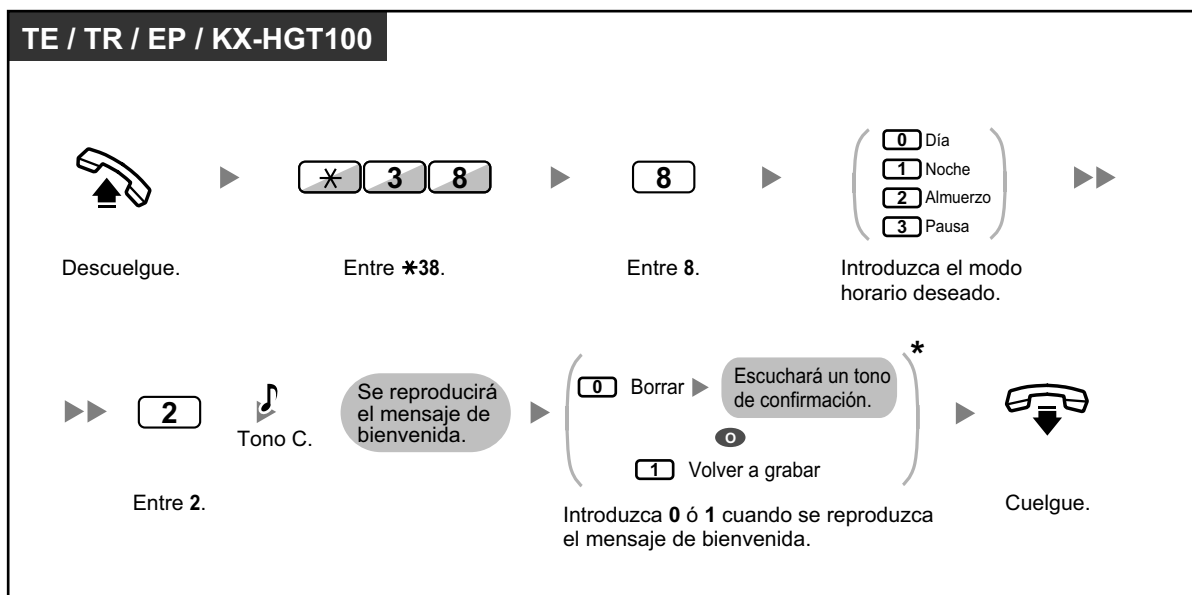 TE / TR / EP / KX-HGT100
0 Día
1 Noche
2 Almuerzo
3 Pausa
* 3 8
8
Descuelgue.
Entre *38.
Entre 8.
Introduzca el modo
horario deseado.
*
2
Tono C.
Se reproducirá
el mensaje de
bienvenida.
0 Borrar
Escuchará un tono
de confirmación.
O
1 Volver a grabar
Entre 2.
Introduzca 0 ó 1 cuando se reproduzca
el mensaje de bienvenida.
Cuelgue.